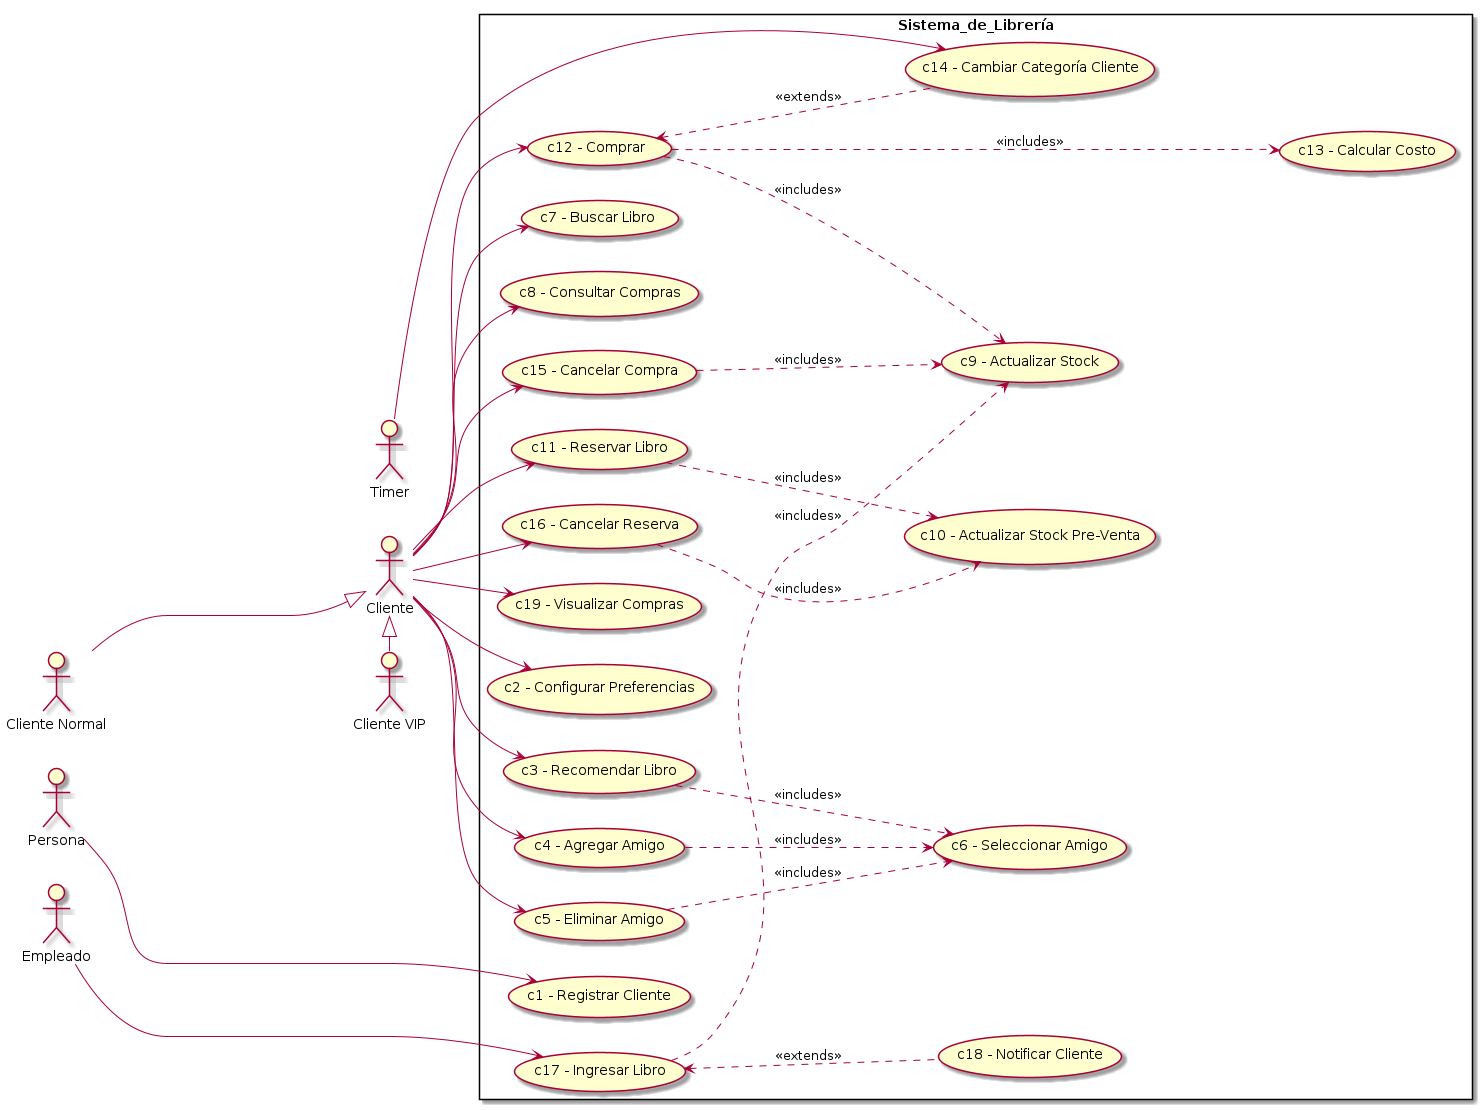 Sistema_de_Librería
c14 - Cambiar Categoría Cliente
«extends»
c12 - Comprar
«includes»
c13 - Calcular Costo
«includes»
c7 - Buscar Libro
c8 - Consultar Compras
c15 - Cancelar Compra
«includes»
c9 - Actualizar Stock
c11 - Reservar Libro
«includes»
Timer
«includes»
c16 - Cancelar Reserva
c10 - Actualizar Stock Pre-Venta
«includes»
Cliente
c19 - Visualizar Compras
c2 - Configurar Preferencias
Cliente Normal
Cliente VIP
c3 - Recomendar Libro
«includes»
Persona
c4 - Agregar Amigo
«includes»
c6 - Seleccionar Amigo
«includes»
c5 - Eliminar Amigo
Empleado
c1 - Registrar Cliente
«extends»
c18 - Notificar Cliente
c17 - Ingresar Libro